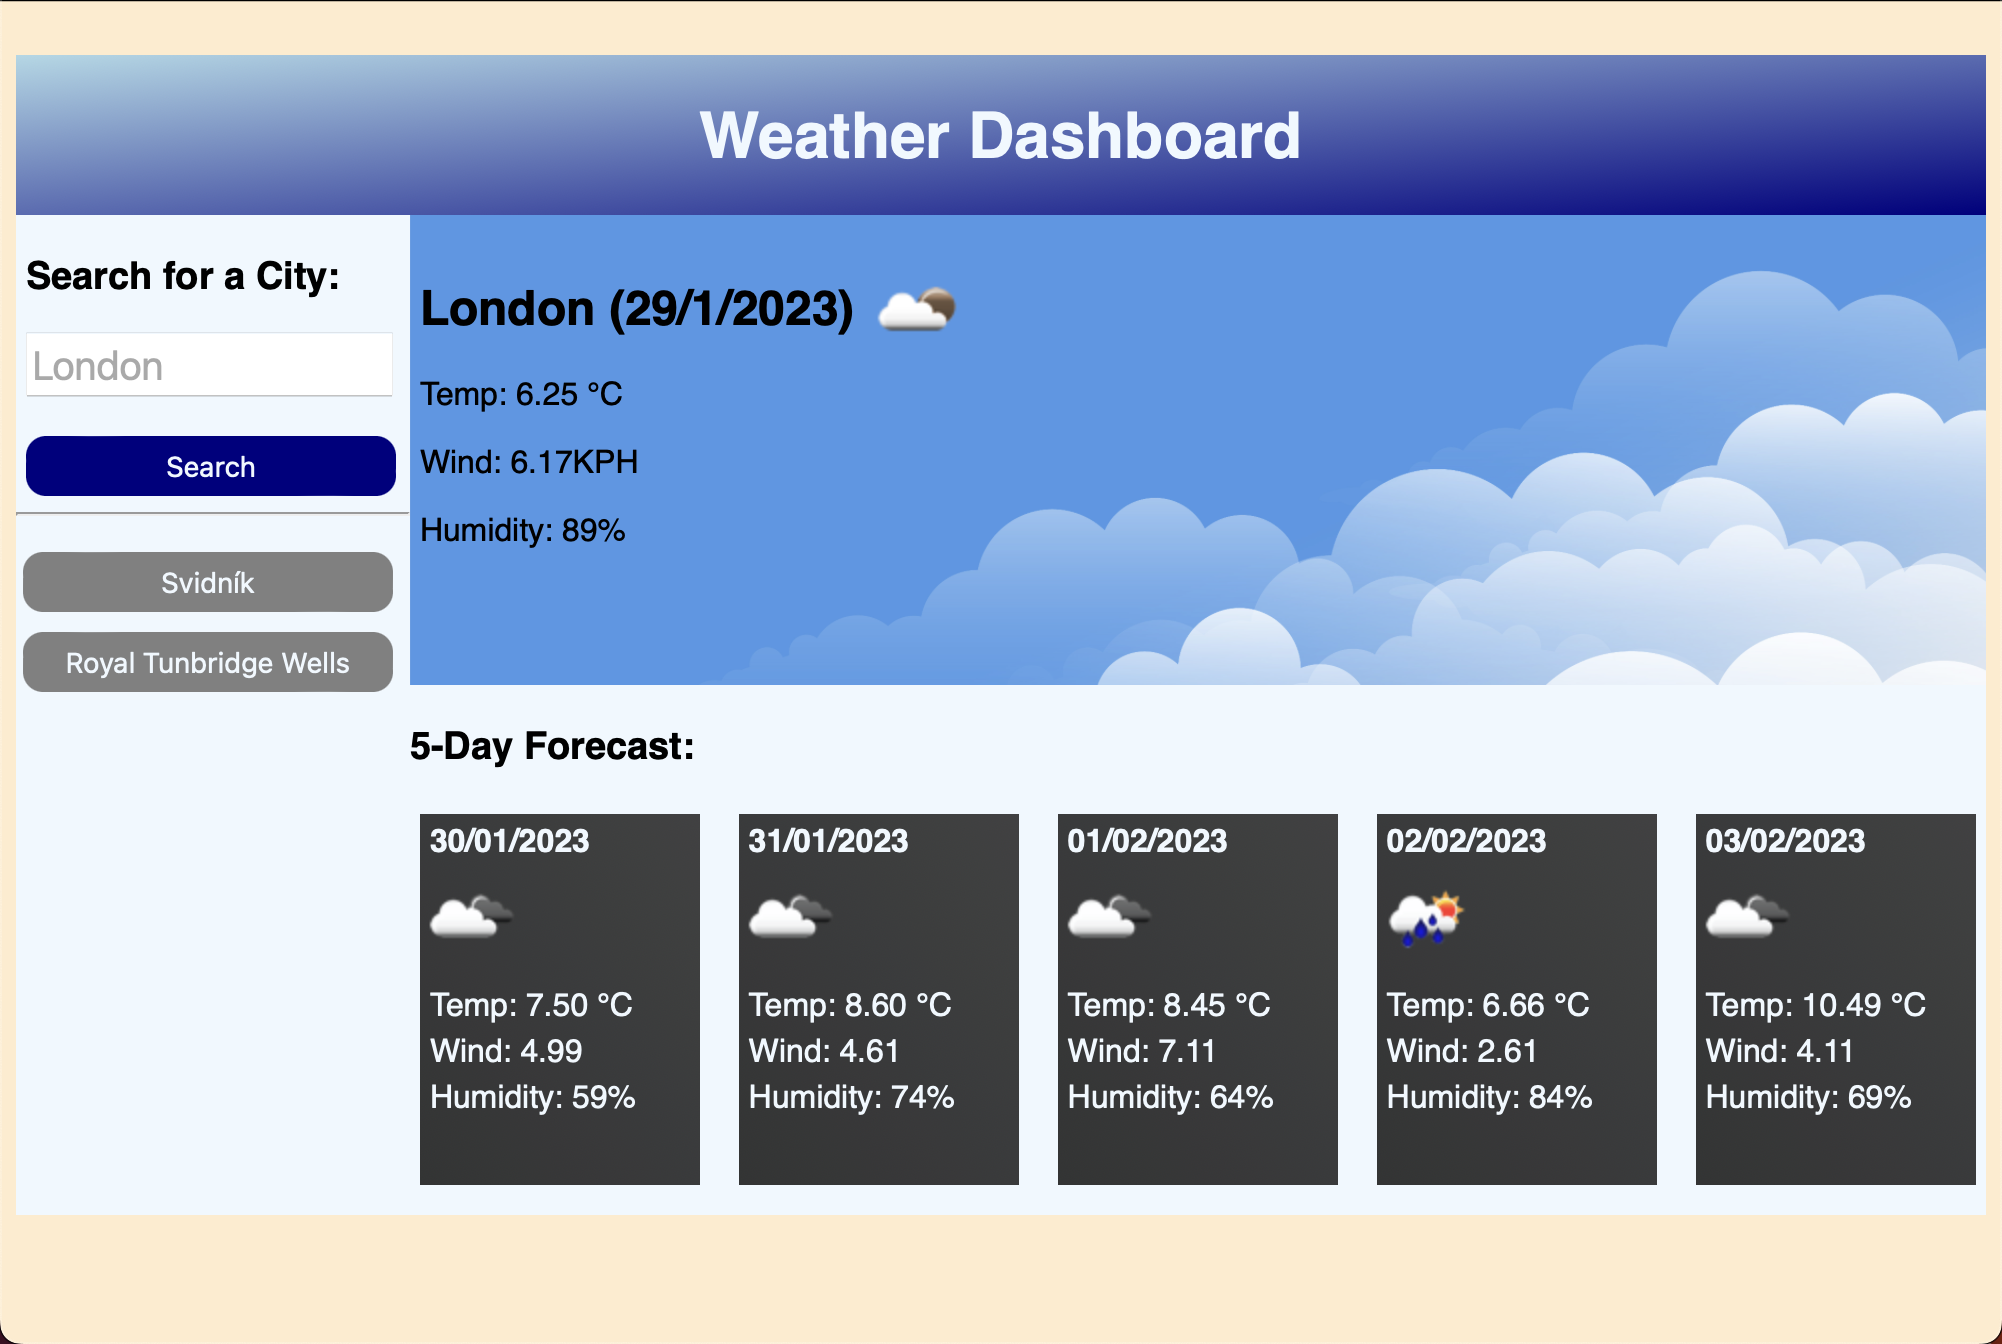 Weather Dashboard
Search for a City:
London
Search
Svidník
Royal Tunbridge Wells
London (29/1/2023)
Temp: 6.25 °C
Wind: 6.17KPH
Humidity: 89%
5-Day Forecast:
30/01/2023
Temp: 7.50 °C
Wind: 4.99
Humidity: 59%
31/01/2023
Temp: 8.60 °C
Wind: 4.61
Humidity: 74%
01/02/2023
Temp: 8.45 °C
Wind: 7.11
Humidity: 64%
02/02/2023
Temp: 6.66 °C
Wind: 2.61
Humidity: 84%
03/02/2023
Temp: 10.49 °C
Wind: 4.11
Humidity: 69%